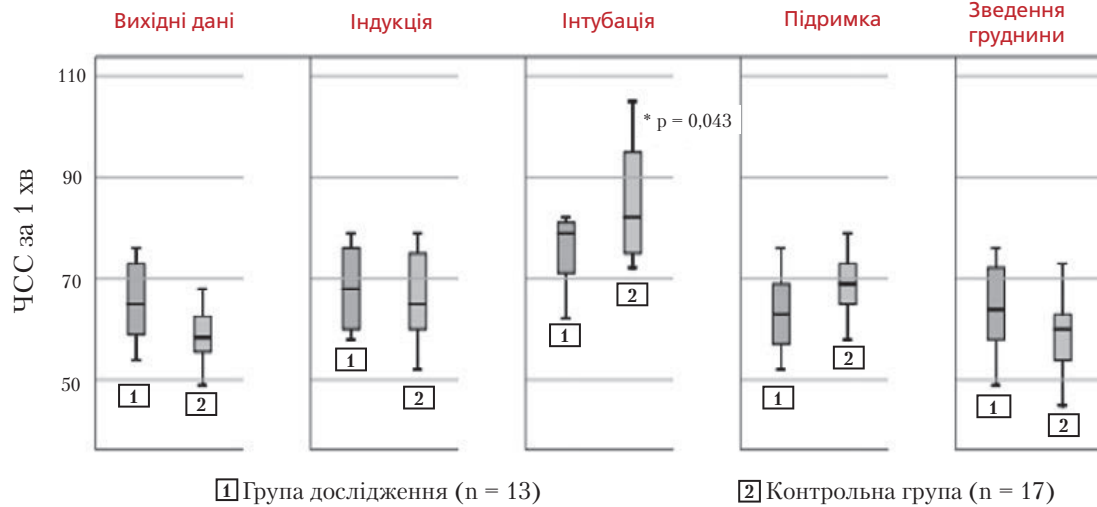 Вихідні дані
Індукція
Інтубація
Підримка
Зведення
груднини
ЧСС за 1 хв
110
90
70
50
* p = 0,043
1
2
1
2
1
2
1
2
1
2
1 Група дослідження (n = 13)
2 Контрольна група (n = 17)